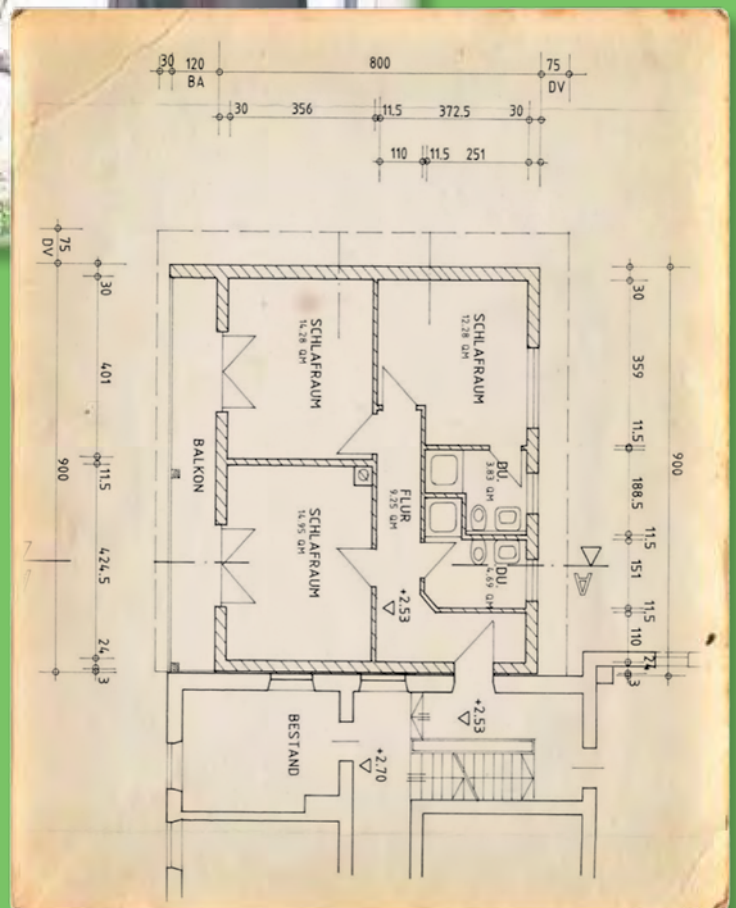 30 120 800 75
BA DV
30 356 11.5 372.5 30
110 11.5 251
75
DV
30
401
11.5
424.5
24
3
900
30
359
11.5
188.5
11.5
151
11.5
110
24
3
900
SCHLAFRAUM
14.28 QM
SCHLAFRAUM
12.28 QM
BALKON
SCHLAFRAUM
14.95 QM
FLUR
9.25 QM
DU.
3.83 QM
DU.
4.69 QM
A
+2.53
+2.53
+2.70
BESTAND